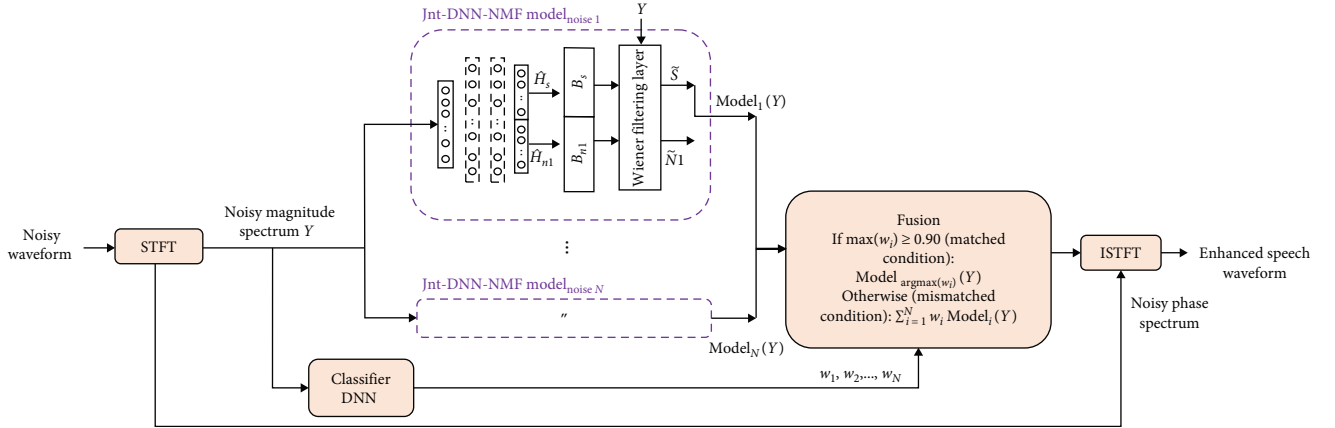 Jnt-DNN-NMF model_noise 1
Y
Ĥ_s
B_s
Wiener filtering layer
S̃
Model_1(Y)
Ĥ_n1
B_n1
Ñ1
Noisy magnitude
spectrum Y
Noisy
waveform
STFT
⋮
Fusion
If max(w_i) ≥ 0.90 (matched
condition):
Model _argmax(w_i)(Y)
Otherwise (mismatched
condition): Σ_{i=1}^{N} w_i Model_i(Y)
ISTFT
Enhanced speech
waveform
Jnt-DNN-NMF model_noise N
″
Noisy phase
spectrum
Model_N(Y)
Classifier
DNN
w_1, w_2,..., w_N